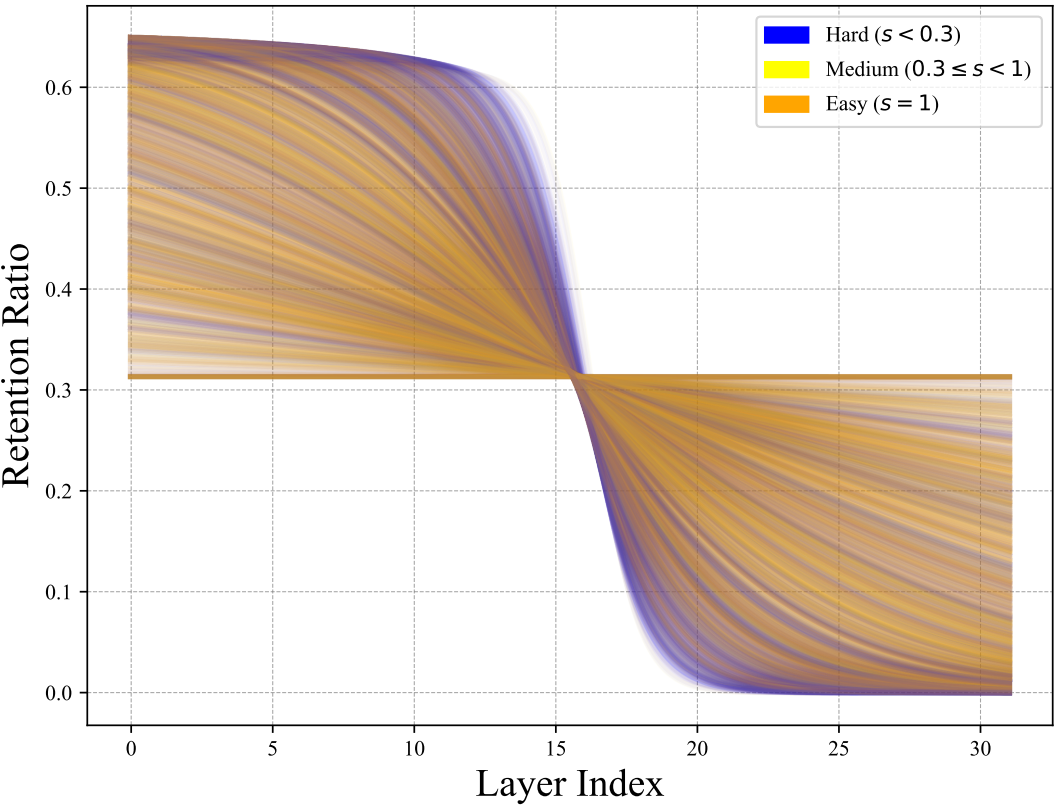 Hard (s < 0.3)
Medium (0.3 ≤ s < 1)
Easy (s = 1)
Retention Ratio
0.6
0.5
0.4
0.3
0.2
0.1
0.0
0 5 10 15 20 25 30
Layer Index